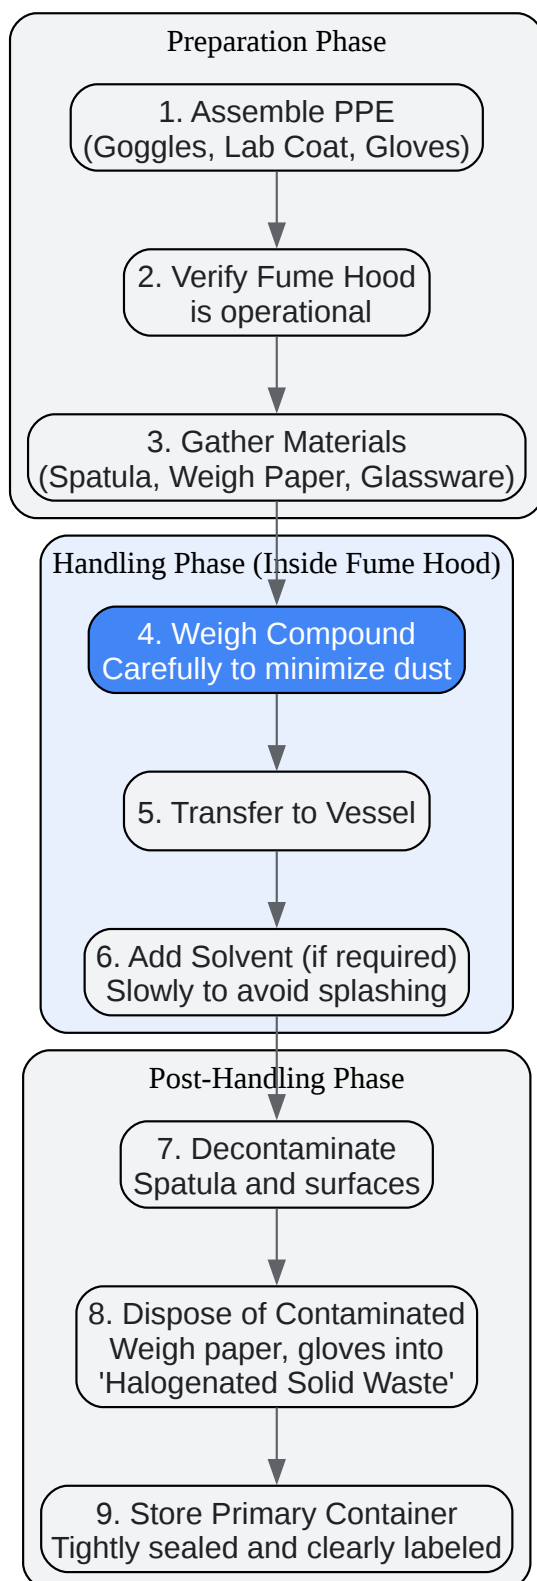 Preparation Phase
1. Assemble PPE
(Goggles, Lab Coat, Gloves)
2. Verify Fume Hood
is operational
3. Gather Materials
(Spatula, Weigh Paper, Glassware)
Handling Phase (Inside Fume Hood)
4. Weigh Compound
Carefully to minimize dust
5. Transfer to Vessel
6. Add Solvent (if required)
Slowly to avoid splashing
Post-Handling Phase
7. Decontaminate
Spatula and surfaces
8. Dispose of Contaminated
Weigh paper, gloves into
'Halogenated Solid Waste'
9. Store Primary Container
Tightly sealed and clearly labeled